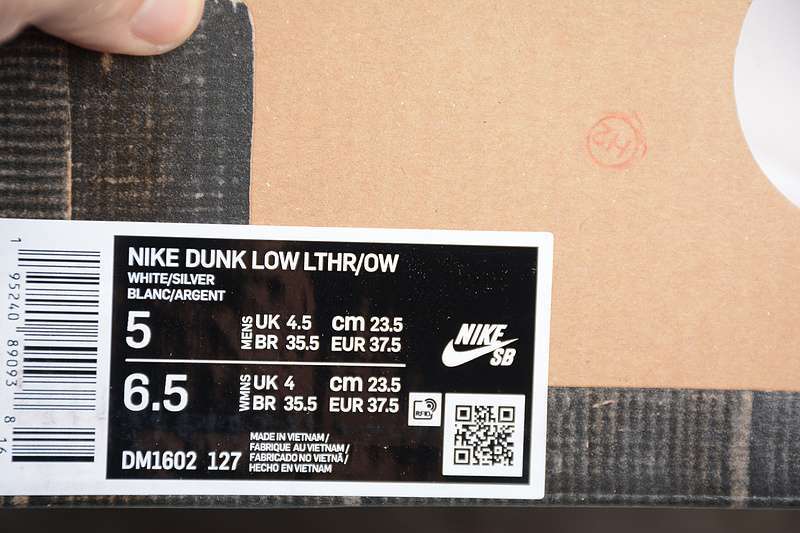 NIKE DUNK LOW LTHR/OW
WHITE/SILVER
BLANC/ARGENT
5
MENS
UK 4.5 cm 23.5
BR 35.5 EUR 37.5
6.5
WMNS
UK 4 cm 23.5
BR 35.5 EUR 37.5
NIKE
SB
RFID
DM1602 127
MADE IN VIETNAM/
FABRIQUE AU VIETNAM/
FABRICADO NO VIETNÃ/
HECHO EN VIETNAM
1 95240 89093 8 16